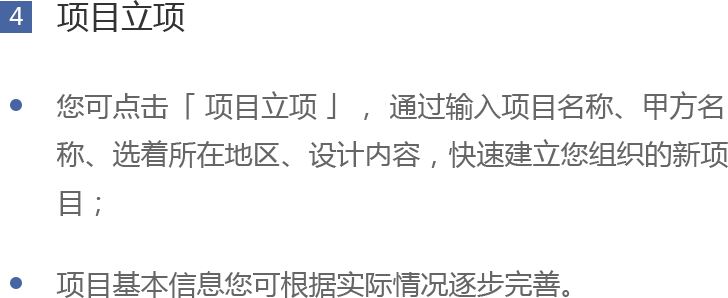 4 项目立项
您可点击「 项目立项 」 ，通过输入项目名称、甲方名
称、选着所在地区、设计内容，快速建立您组织的新项
目；
项目基本信息您可根据实际情况逐步完善。